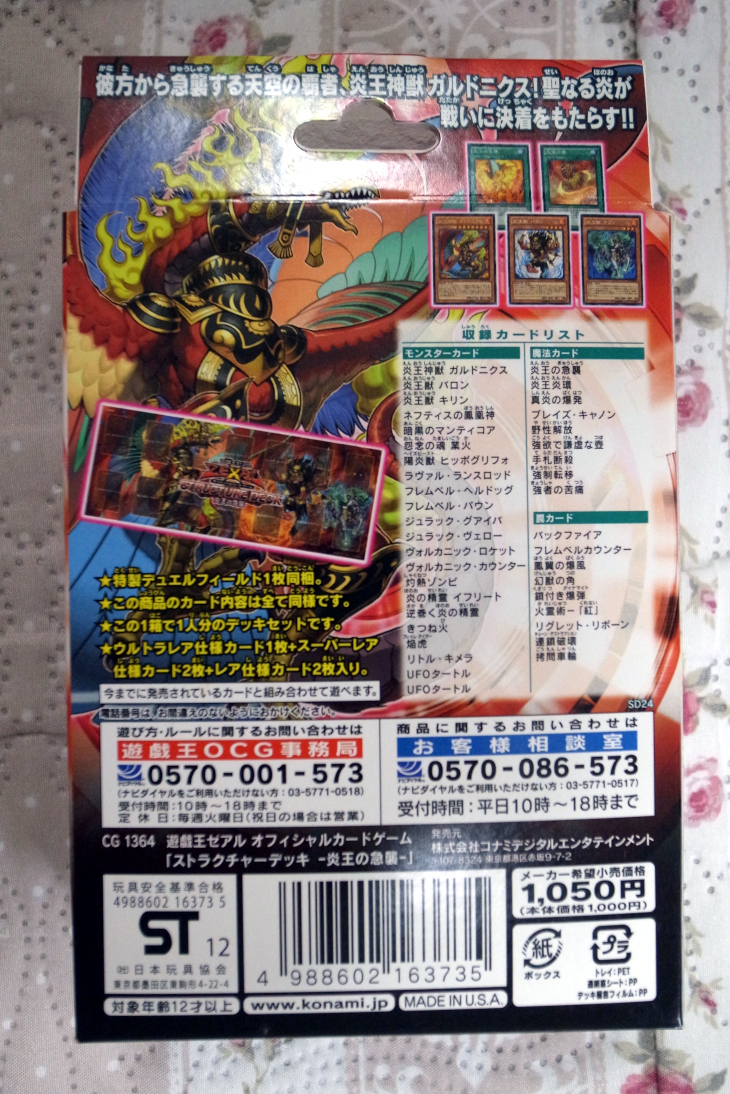 彼方から急襲する天空の覇者、炎王神獣 ガルドニクス!聖なる炎が
戦いに決着をもたらす!!
収録カードリスト
モンスターカード
炎王神獣 ガルドニクス
炎王獣 バロン
炎王獣 キリン
ネフティスの鳳凰神
暗黒のマンティコア
怨念の魂 業火
陽炎獣 ヒッポグリフォ
ラヴァル・ランスロッド
フレムベル・ヘルドッグ
フレムベル・パウン
ジュラック・グアイバ
ジュラック・ヴェロー
ヴォルカニック・ロケット
ヴォルカニック・カウンター
灼熱ゾンビ
炎の精霊 イフリート
逆巻く炎の精霊
きつね火
焔虎
リトル・キメラ
UFOタートル
UFOタートル
魔法カード
炎王の急襲
炎王炎環
真炎の爆発
ブレイズ・キャノン
野性解放
強欲で謙虚な壺
手札断殺
強制転移
強者の苦痛
罠カード
バックファイア
フレムベルカウンター
鳳翼の爆風
幻獣の角
鎖付き爆弾
火霊術-「紅」
リグレット・リボーン
連鎖破壊
拷問車輪
SD24
ZEXAL
STRUCTURE DECK
★特製デュエルフィールド1枚同梱。
★この商品のカード内容は全て同様です。
★この1箱で1人分のデッキセットです。
★ウルトラレア仕様カード1枚+スーパーレア
仕様カード2枚+レア仕様カード2枚入り。
今までに発売されているカードと組み合わせて遊べます。
電話番号は、お間違えのないようにおかけください。
遊び方・ルールに関するお問い合わせは
遊戯王OCG事務局
0570-001-573
(ナビダイヤルをご利用いただけない方:03-5771-0518)
受付時間:10時〜18時まで
定 休 日:毎週火曜日(祝日の場合は営業)
商品に関するお問い合わせは
お客様相談室
0570-086-573
(ナビダイヤルをご利用いただけない方:03-5771-0517)
受付時間:平日10時〜18時まで
CG 1364 遊戯王ゼアル オフィシャルカードゲーム
「ストラクチャーデッキ -炎王の急襲-」
発売元
株式会社コナミデジタルエンタテインメント
〒107-8324 東京都港区赤坂9-7-2
玩具安全基準合格
4988602 16373 5
ST 12
(社)日本玩具協会
東京都墨田区東駒形4-22-4
対象年齢12才以上
4 988602 163735
www.konami.jp
MADE IN U.S.A.
メーカー希望小売価格
1,050円
(本体価格1,000円)
紙
ボックス
プラ
トレイ:PET
遊戯説シート:PP
デッキ梱包フィルム:PP